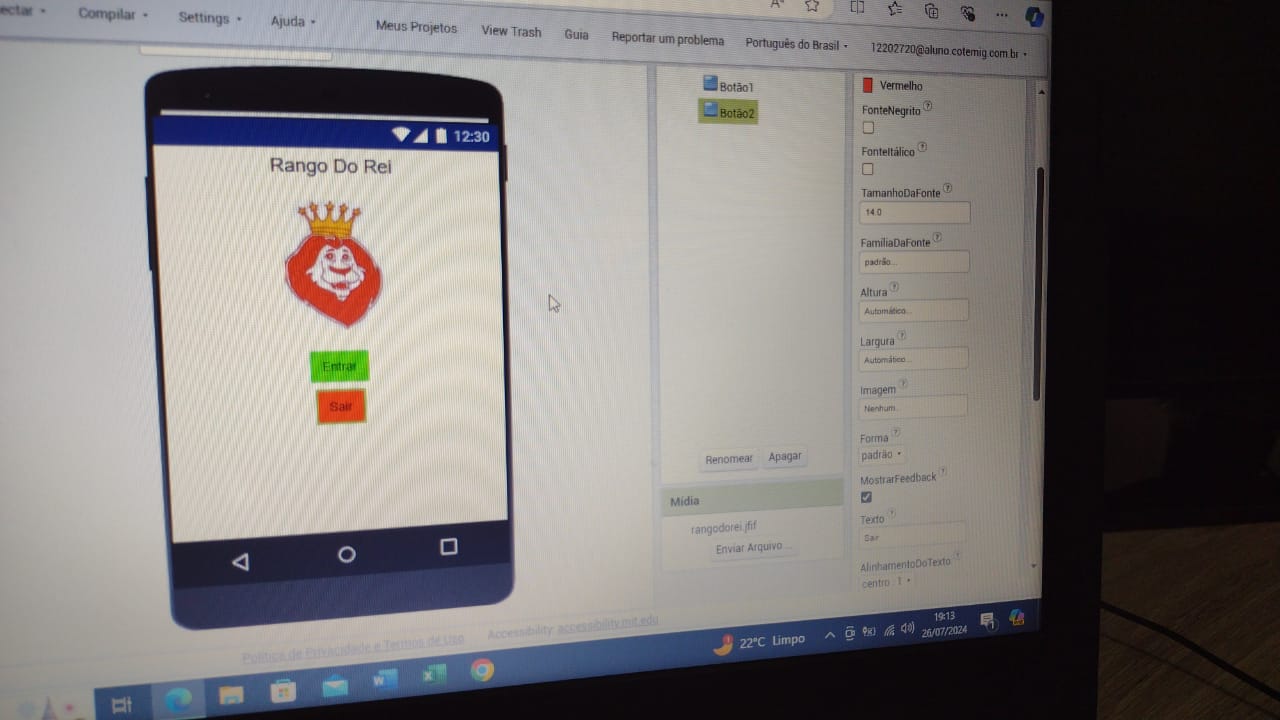 Compilar
Settings
Ajuda
Meus Projetos
View Trash
Guia
Reportar um problema
Português do Brasil
12202720@aluno.cotemig.com.br
12:30
Rango Do Rei
Entrar
Sair
Botão1
Botão2
Renomear
Apagar
Mídia
rangodorei.jfif
Enviar Arquivo ...
Vermelho
FonteNegrito
FonteItálico
TamanhoDaFonte
14.0
FamíliaDaFonte
padrão...
Altura
Automático...
Largura
Automático...
Imagem
Nenhum...
Forma
padrão
MostrarFeedback
Texto
Sair
AlinhamentoDoTexto
centro : 1
Política de Privacidade e Termos de Uso
Accessibility: accessibility.mit.edu
22°C Limpo
19:13
26/07/2024